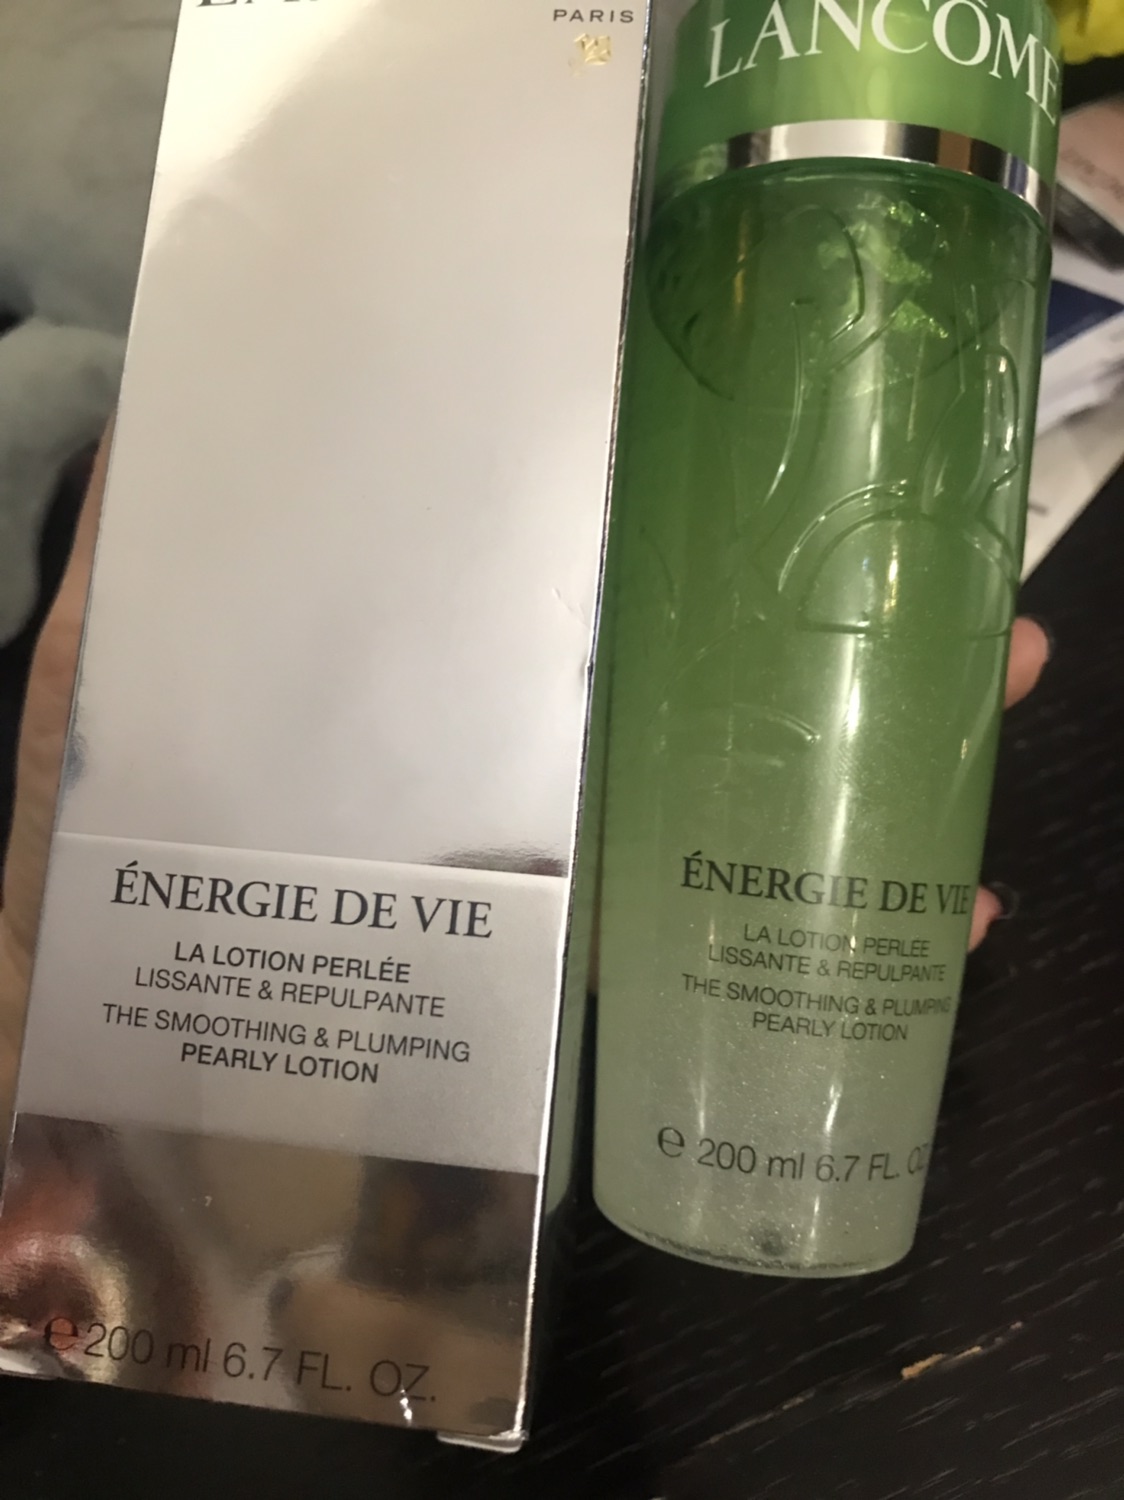 PARIS
ÉNERGIE DE VIE
LA LOTION PERLÉE
LISSANTE & REPULPANTE
THE SMOOTHING & PLUMPING
PEARLY LOTION
e 200 ml 6.7 FL. OZ.
LANCÔME
ÉNERGIE DE VIE
LA LOTION PERLÉE
LISSANTE & REPULPANTE
THE SMOOTHING & PLUMPING
PEARLY LOTION
e 200 ml 6.7 FL. OZ